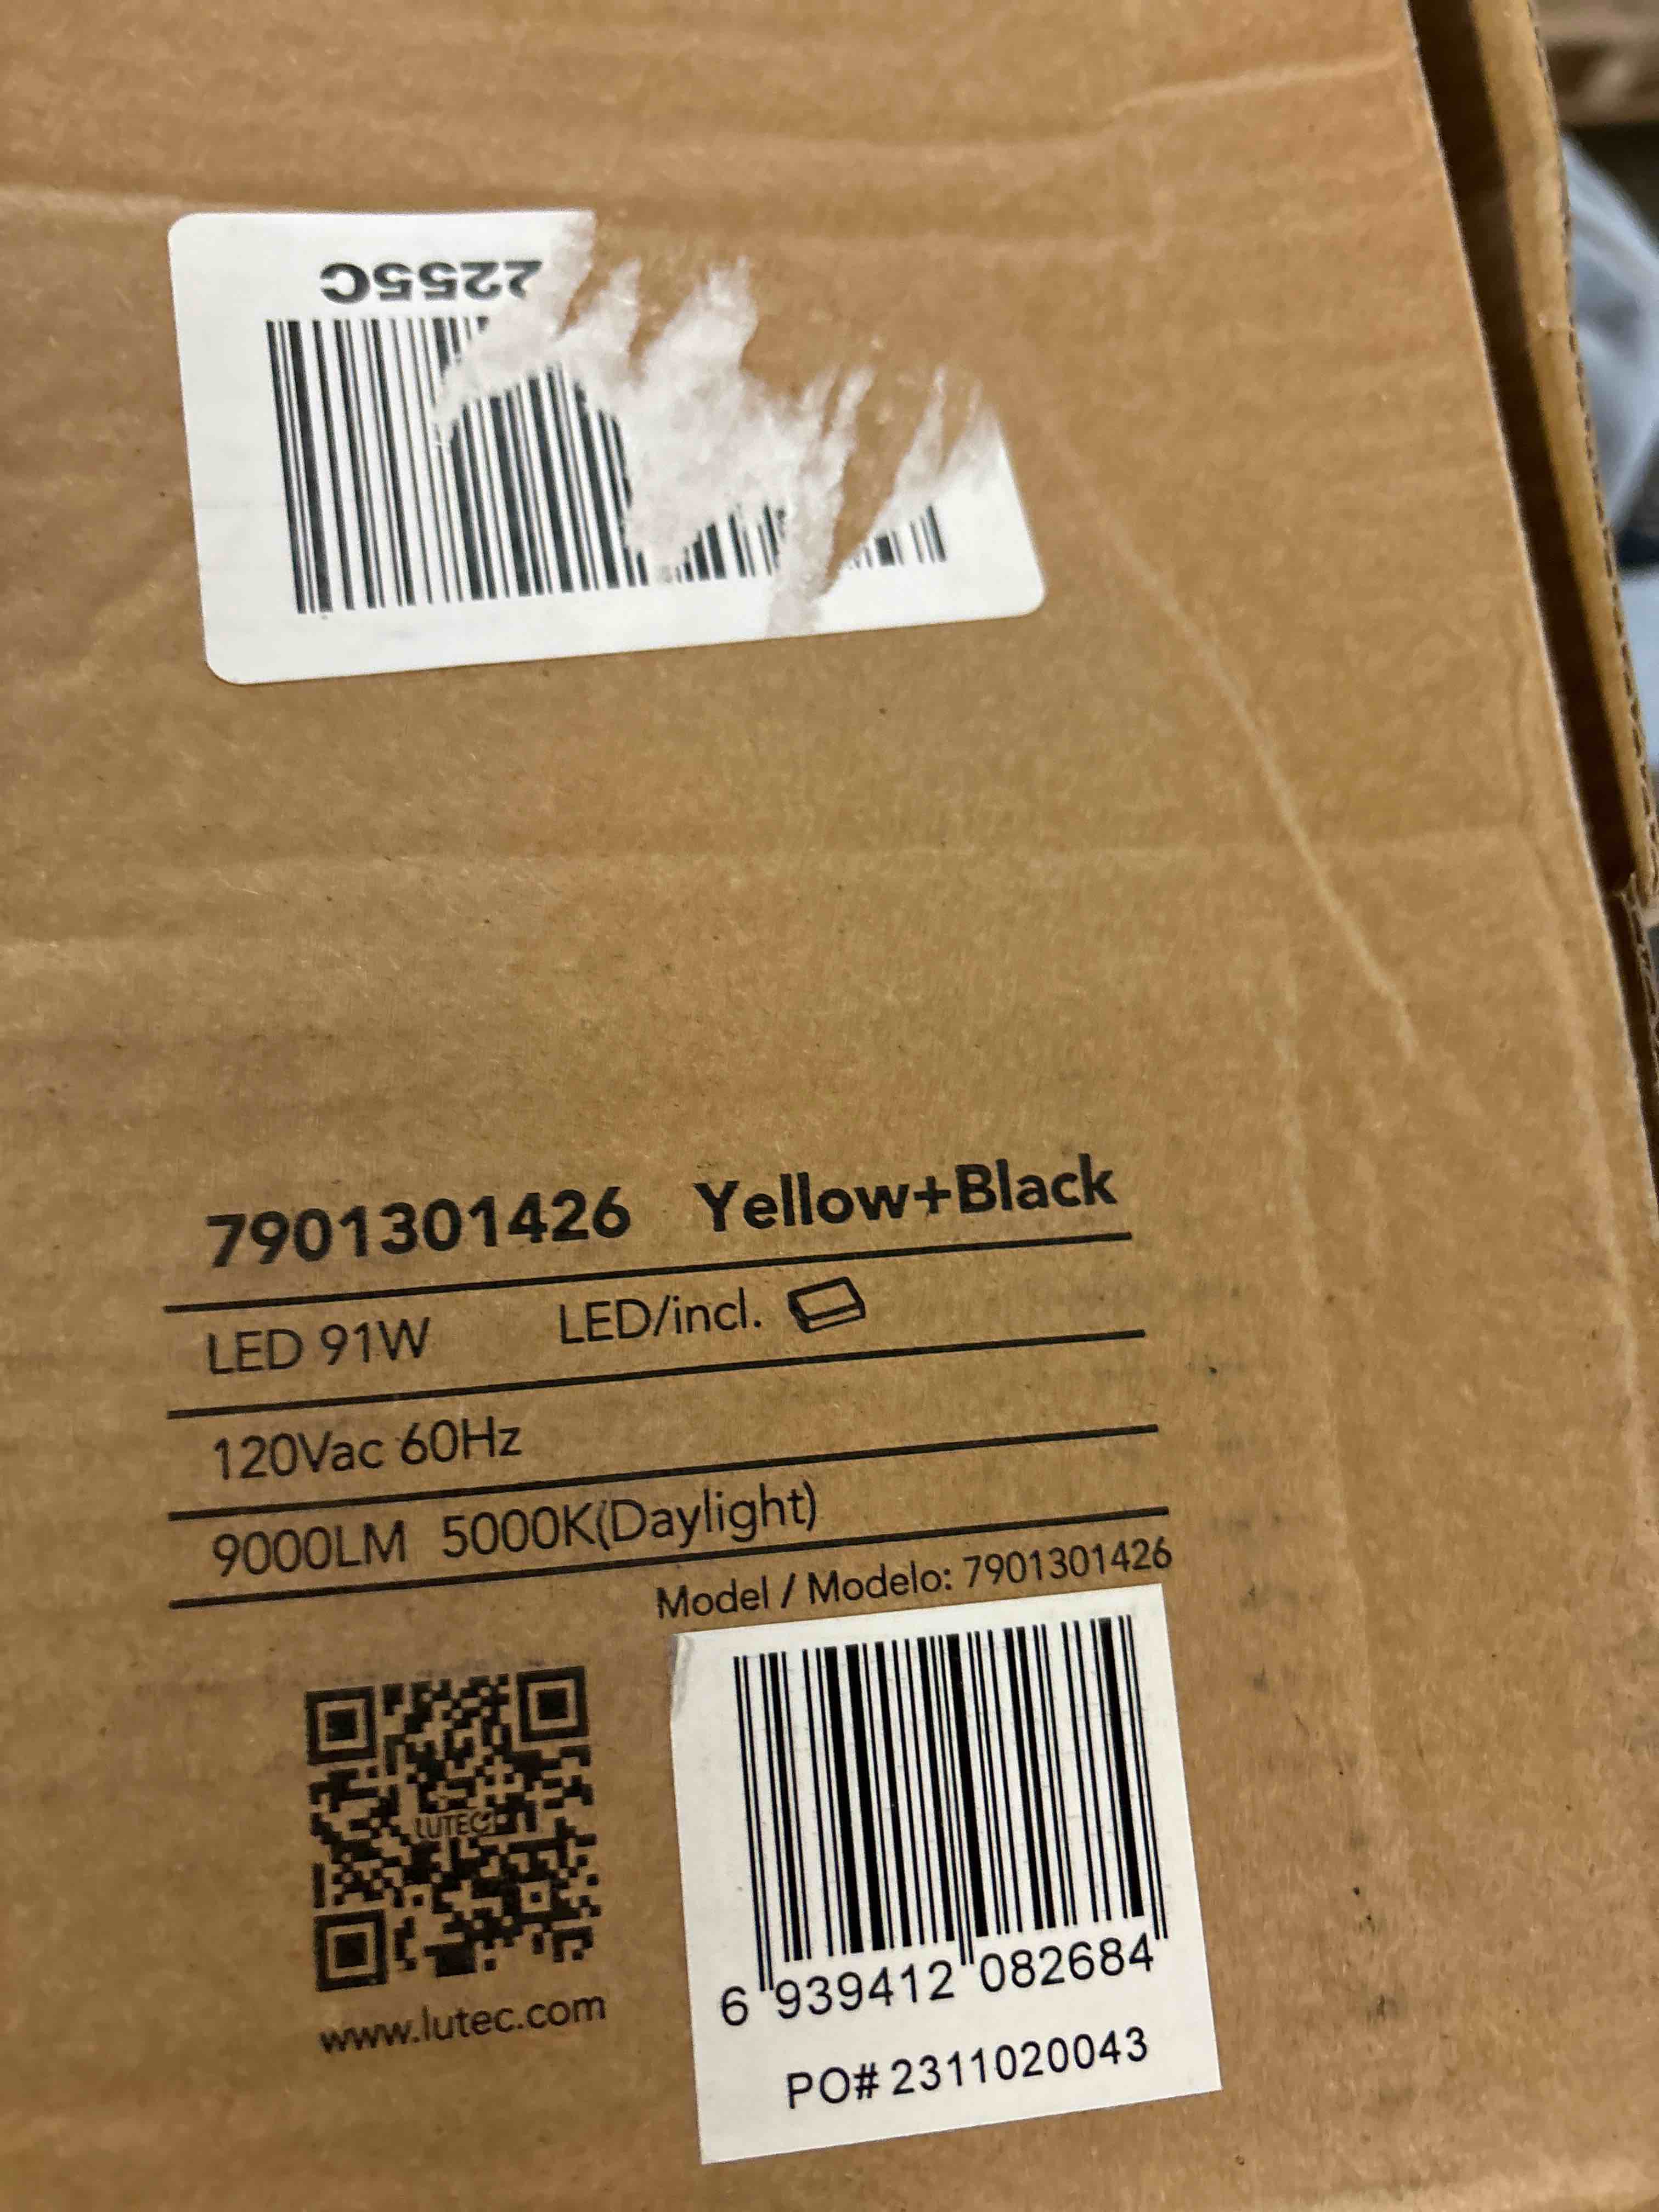 2255C
7901301426 Yellow+Black
LED 91W LED/incl.
120Vac 60Hz
9000LM 5000K(Daylight)
Model / Modelo: 7901301426
LUTEC
www.lutec.com
6 939412 082684
PO# 2311020043